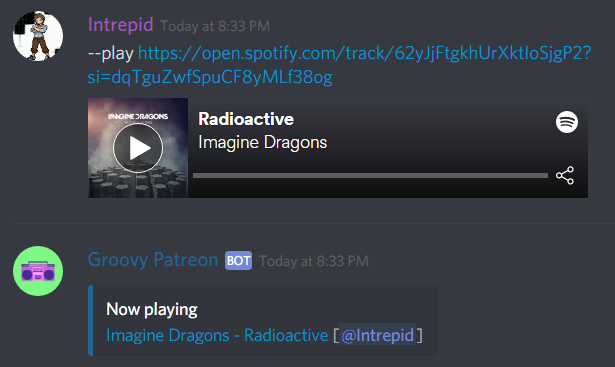 Intrepid Today at 8:33 PM
--play https://open.spotify.com/track/62yJjFtgkhUrXktIoSjgP2?
si=dqTguZwfSpuCF8yMLf38og
IMAGINE DRAGONS
Radioactive
Imagine Dragons
Groovy Patreon BOT Today at 8:33 PM
Now playing
Imagine Dragons - Radioactive [@Intrepid]